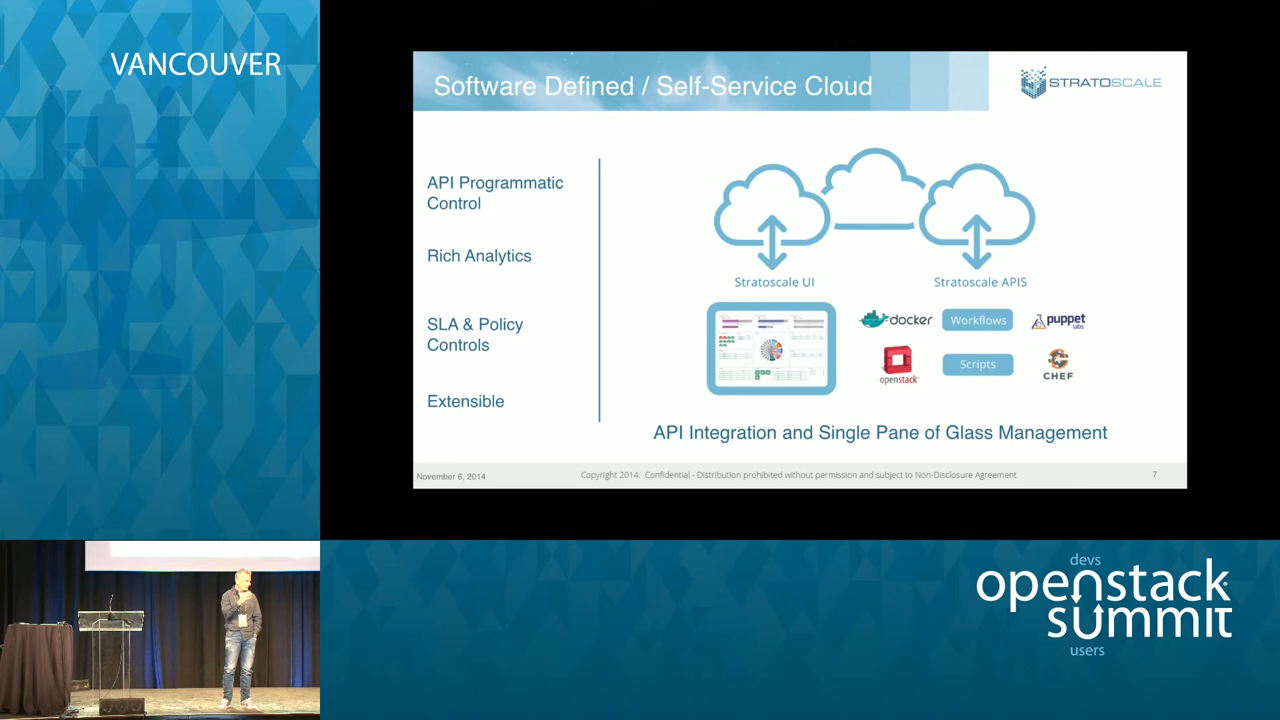 VANCOUVER
Software Defined / Self-Service Cloud
STRATOSCALE
API Programmatic
Control
Rich Analytics
SLA & Policy
Controls
Extensible
Stratoscale UI
Stratoscale APIS
docker
Workflows
puppet
labs
openstack
Scripts
CHEF
API Integration and Single Pane of Glass Management
November 6, 2014
Copyright 2014. Confidential - Distribution prohibited without permission and subject to Non-Disclosure Agreement
7
devs
openstack
summit
users